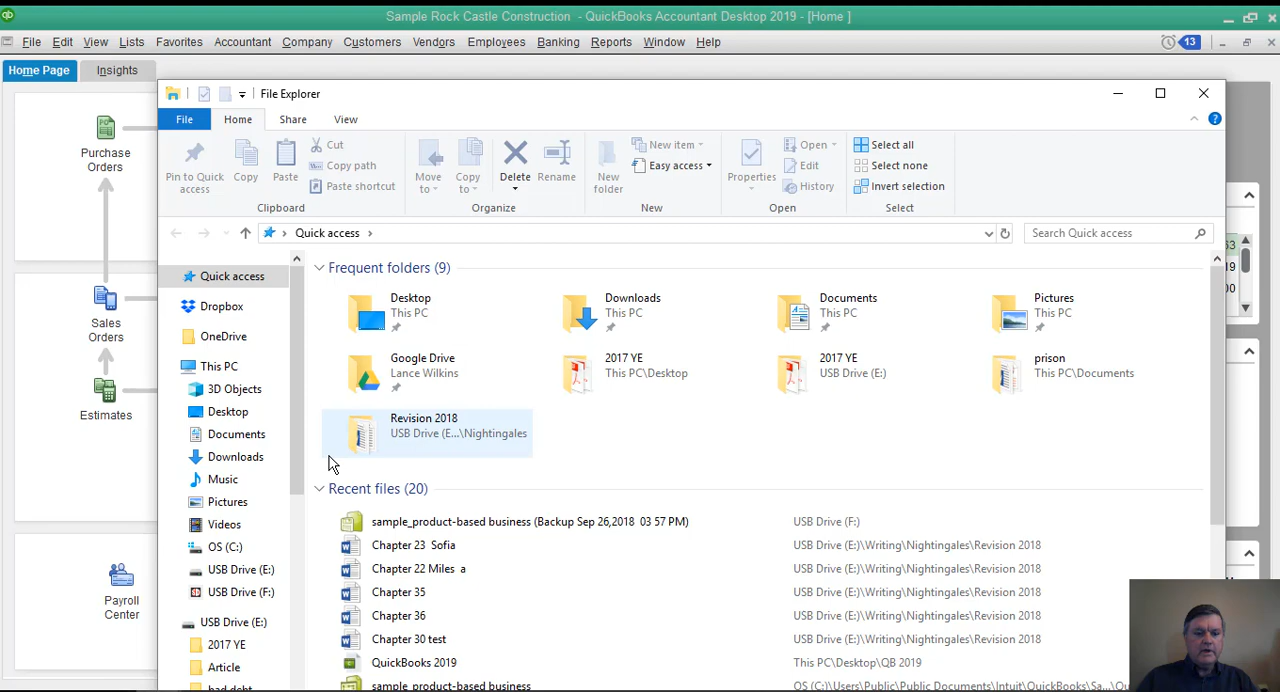 Sample Rock Castle Construction - QuickBooks Accountant Desktop 2019 - [Home ]
File Edit View Lists Favorites Accountant Company Customers Vendors Employees Banking Reports Window Help 13
Home Page Insights
File Explorer
File Home Share View
Pin to Quick access
Copy
Paste
Cut
Copy path
Paste shortcut
Clipboard
Move to
Copy to
Delete
Rename
Organize
New folder
New item
Easy access
New
Properties
Open
Edit
History
Open
Select all
Select none
Invert selection
Select
Quick access
Search Quick access
Purchase Orders
Sales Orders
Estimates
Payroll Center
Quick access
Dropbox
OneDrive
This PC
3D Objects
Desktop
Documents
Downloads
Music
Pictures
Videos
OS (C:)
USB Drive (E:)
USB Drive (F:)
USB Drive (E:)
2017 YE
Article
Frequent folders (9)
Desktop
This PC
Downloads
This PC
Documents
This PC
Pictures
This PC
Google Drive
Lance Wilkins
2017 YE
This PC\Desktop
2017 YE
USB Drive (E:)
prison
This PC\Documents
Revision 2018
USB Drive (E...\Nightingales
Recent files (20)
sample_product-based business (Backup Sep 26,2018 03 57 PM) USB Drive (F:)
Chapter 23 Sofia USB Drive (E:)\Writing\Nightingales\Revision 2018
Chapter 22 Miles a USB Drive (E:)\Writing\Nightingales\Revision 2018
Chapter 35 USB Drive (E:)\Writing\Nightingales\Revision 2018
Chapter 36 USB Drive (E:)\Writing\Nightingales\Revision 2018
Chapter 30 test USB Drive (E:)\Writing\Nightingales\Revision 2018
QuickBooks 2019 This PC\Desktop\QB 2019
sample_product-based business OS (C:)\Users\Public\Public Documents\Intuit\QuickBooks\Sa...